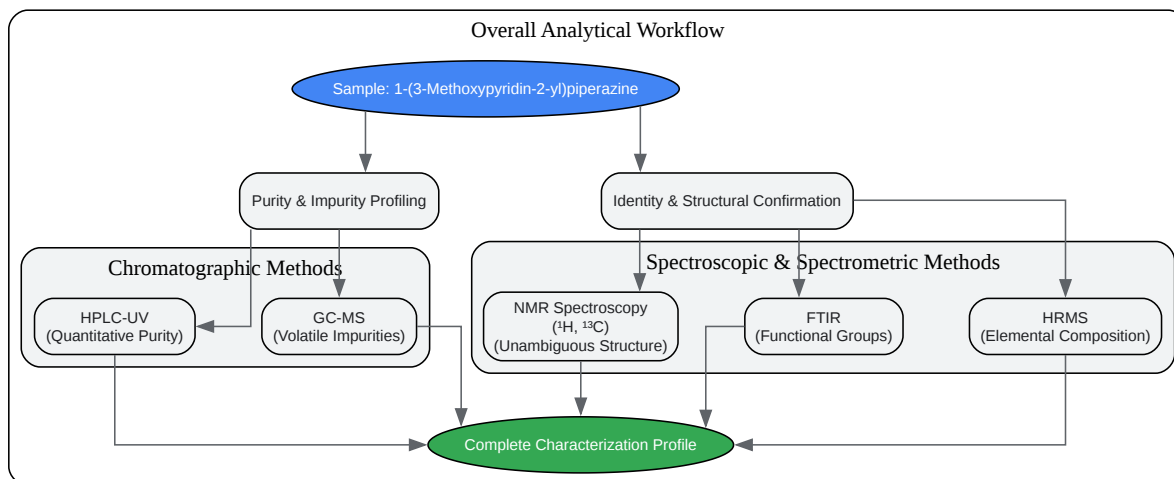 Overall Analytical Workflow
Sample: 1-(3-Methoxypyridin-2-yl)piperazine
Purity & Impurity Profiling
Identity & Structural Confirmation
Chromatographic Methods
Spectroscopic & Spectrometric Methods
HPLC-UV
(Quantitative Purity)
GC-MS
(Volatile Impurities)
NMR Spectroscopy
(¹H, ¹³C)
(Unambiguous Structure)
FTIR
(Functional Groups)
HRMS
(Elemental Composition)
Complete Characterization Profile